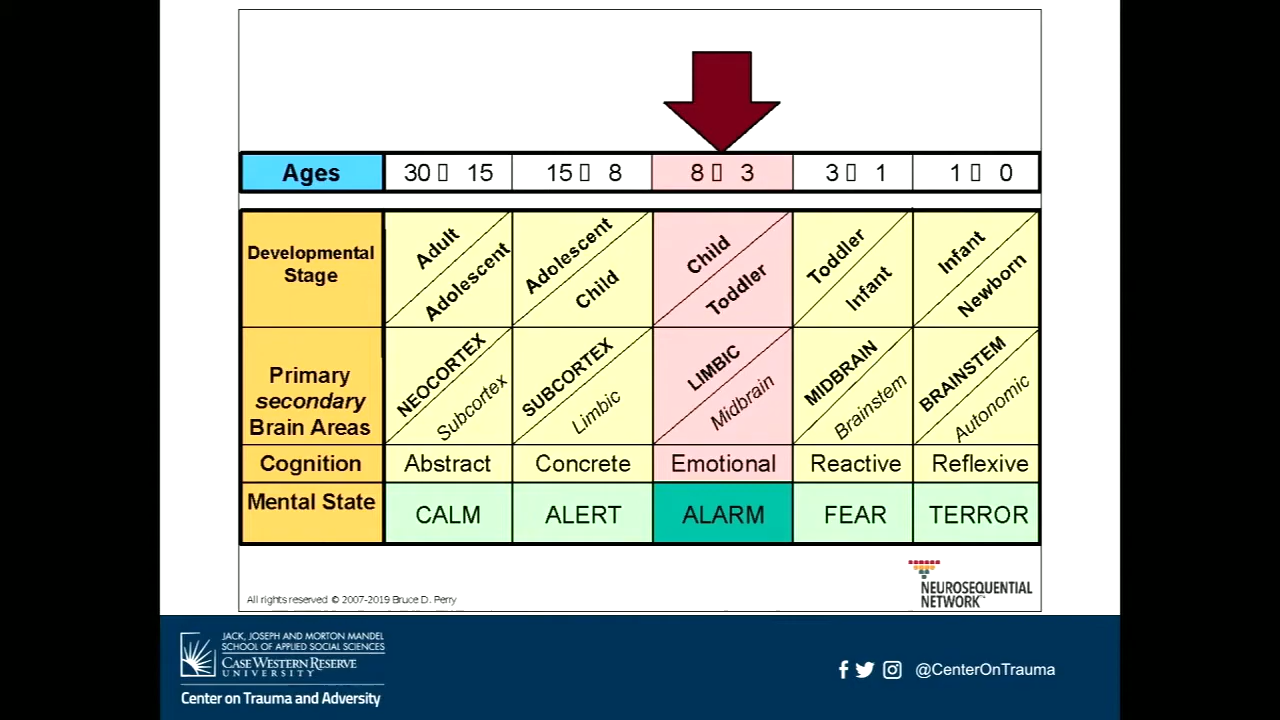 Ages 30 15 15 8 8 3 3 1 1 0
Developmental
Stage
Adult
Adolescent
Adolescent
Child
Child
Toddler
Toddler
Infant
Infant
Newborn
Primary
secondary
Brain Areas
NEOCORTEX
Subcortex
SUBCORTEX
Limbic
LIMBIC
Midbrain
MIDBRAIN
Brainstem
BRAINSTEM
Autonomic
Cognition Abstract Concrete Emotional Reactive Reflexive
Mental State CALM ALERT ALARM FEAR TERROR
All rights reserved © 2007-2019 Bruce D. Perry
NEUROSEQUENTIAL
NETWORK™
JACK, JOSEPH AND MORTON MANDEL
SCHOOL OF APPLIED SOCIAL SCIENCES
CASE WESTERN RESERVE
UNIVERSITY
Center on Trauma and Adversity
@CenterOnTrauma